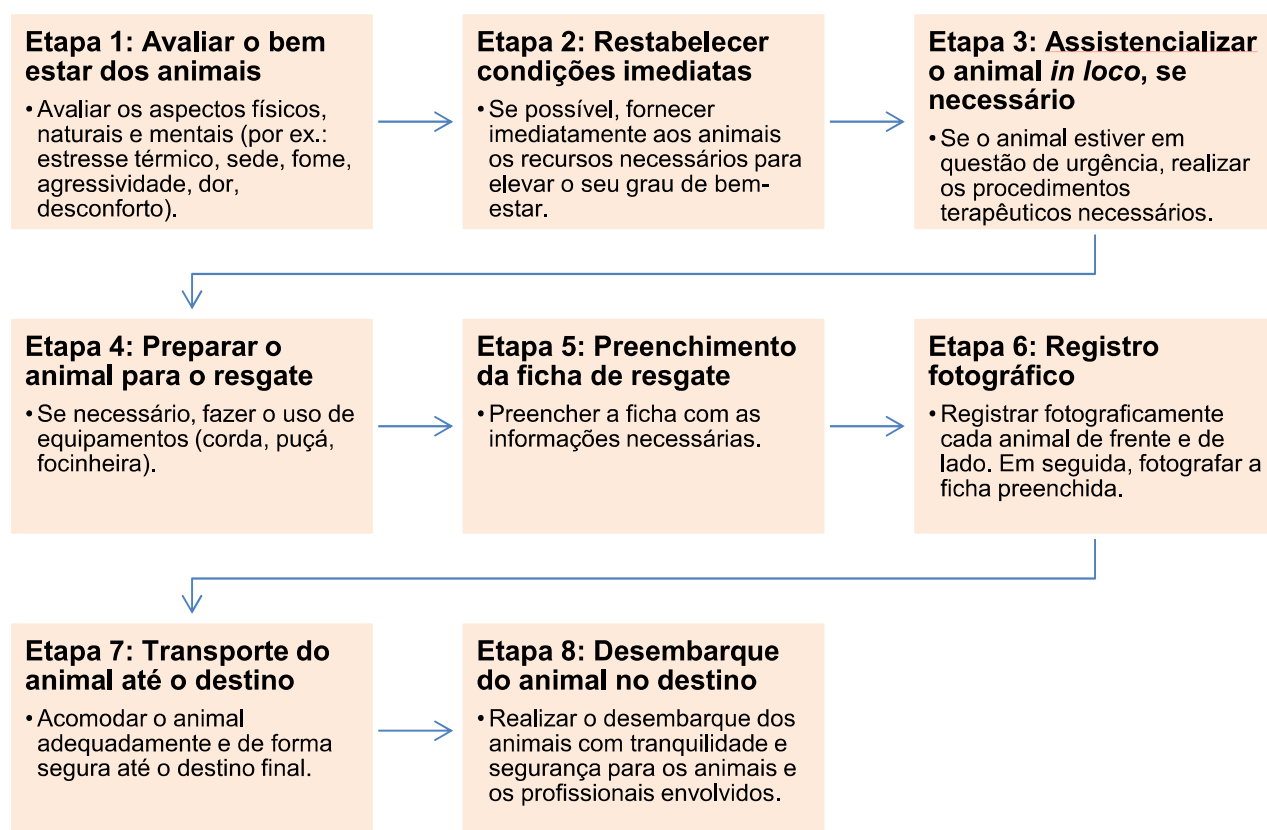 Etapa 1: Avaliar o bem
estar dos animais
• Avaliar os aspectos físicos,
naturais e mentais (por ex.:
estresse térmico, sede, fome,
agressividade, dor,
desconforto).
Etapa 2: Restabelecer
condições imediatas
• Se possível, fornecer
imediatamente aos animais
os recursos necessários para
elevar o seu grau de bem-
estar.
Etapa 3: Assistencializar
o animal in loco, se
necessário
• Se o animal estiver em
questão de urgência, realizar
os procedimentos
terapêuticos necessários.
Etapa 4: Preparar o
animal para o resgate
• Se necessário, fazer o uso de
equipamentos (corda, puçá,
focinheira).
Etapa 5: Preenchimento
da ficha de resgate
• Preencher a ficha com as
informações necessárias.
Etapa 6: Registro
fotográfico
• Registrar fotograficamente
cada animal de frente e de
lado. Em seguida, fotografar a
ficha preenchida.
Etapa 7: Transporte do
animal até o destino
• Acomodar o animal
adequadamente e de forma
segura até o destino final.
Etapa 8: Desembarque
do animal no destino
• Realizar o desembarque dos
animais com tranquilidade e
segurança para os animais e
os profissionais envolvidos.